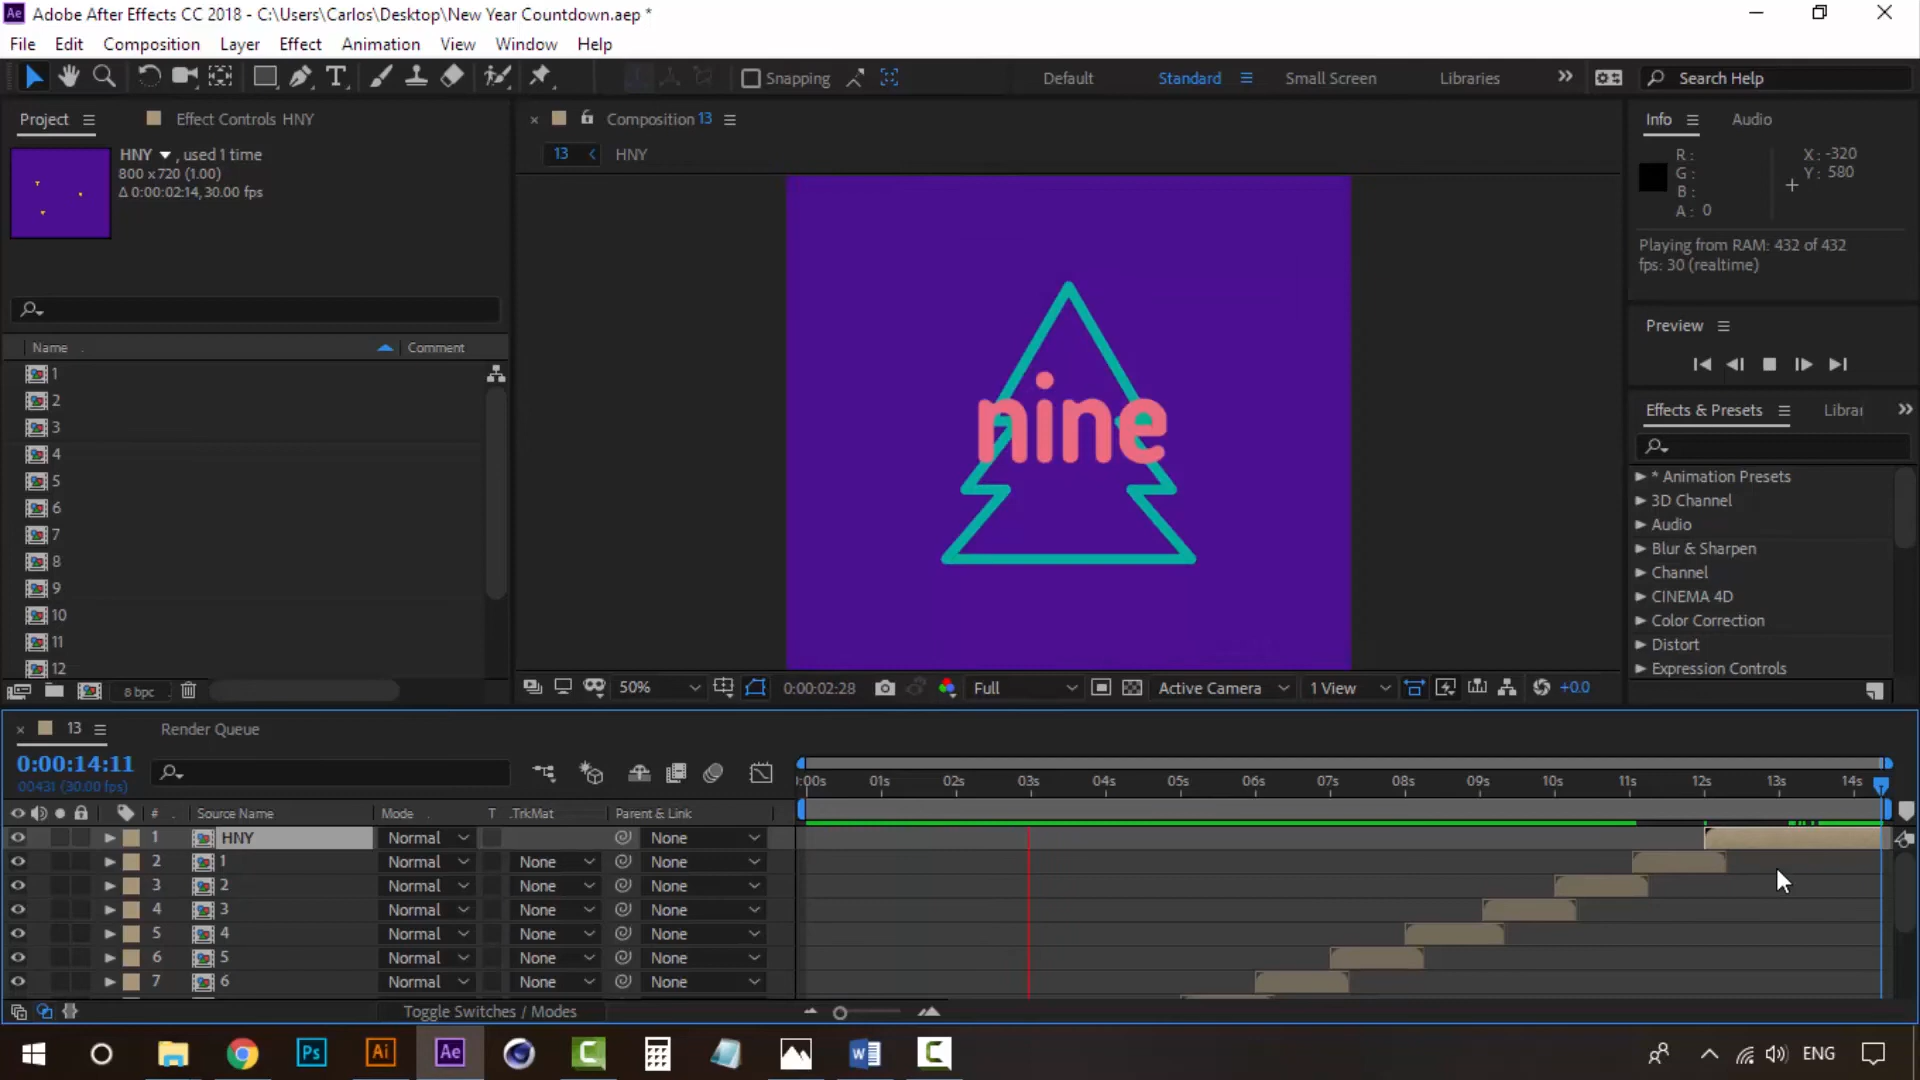 Adobe After Effects CC 2018 - C:\Users\Carlos\Desktop\New Year Countdown.aep *
File Edit Composition Layer Effect Animation View Window Help
Snapping Default Standard Small Screen Libraries Search Help
Project Effect Controls HNY
HNY , used 1 time
800 x 720 (1.00)
Δ 0:00:02:14, 30.00 fps
Name Comment
1
2
3
4
5
6
7
8
9
10
11
12
8 bpc
Composition 13
13 HNY
nine
50% 0:00:02:28 Full Active Camera 1 View +0.0
Info Audio
R: X: -320
G: Y: 580
B:
A: 0
Playing from RAM: 432 of 432
fps: 30 (realtime)
Preview
Effects & Presets Librar
* Animation Presets
3D Channel
Audio
Blur & Sharpen
Channel
CINEMA 4D
Color Correction
Distort
Expression Controls
13 Render Queue
0:00:14:11
00431 (30.00 fps)
:00s 01s 02s 03s 04s 05s 06s 07s 08s 09s 10s 11s 12s 13s 14s
# Source Name Mode T .TrkMat Parent & Link
1 HNY Normal None
2 1 Normal None None
3 2 Normal None None
4 3 Normal None None
5 4 Normal None None
6 5 Normal None None
7 6 Normal None None
Toggle Switches / Modes
Ps Ai Ae ENG